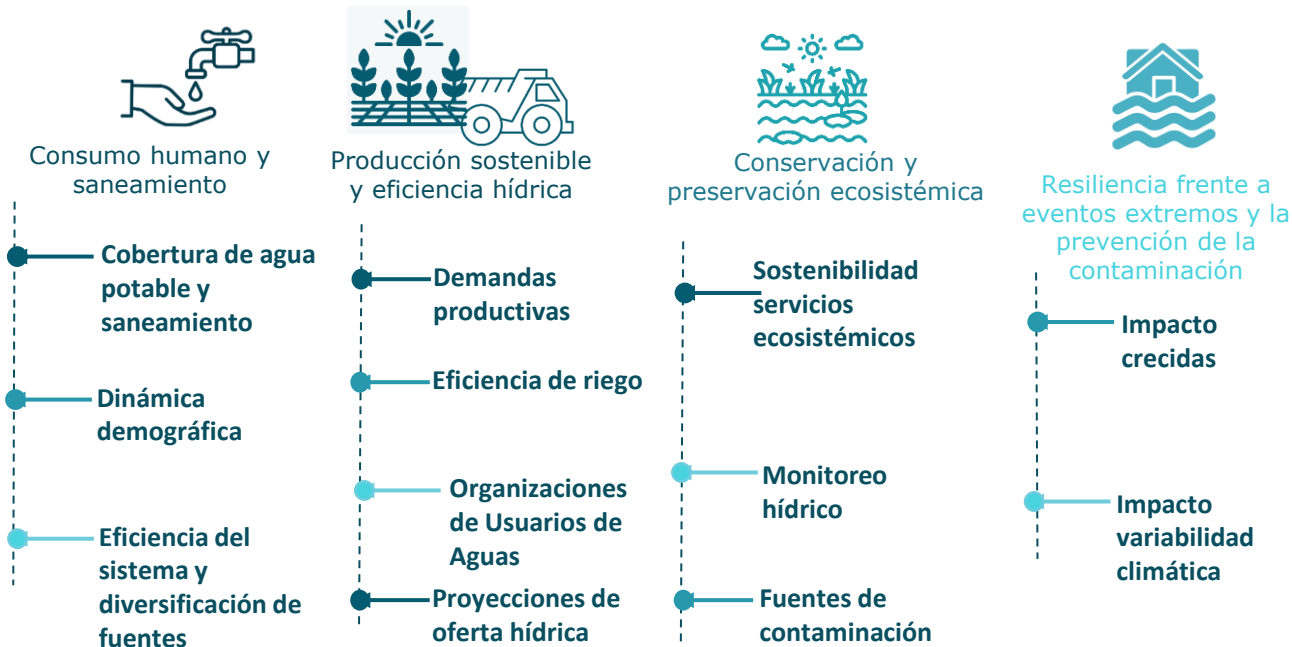 Consumo humano y
saneamiento
Cobertura de agua
potable y
saneamiento
Dinámica
demográfica
Eficiencia del
sistema y
diversificación de
fuentes
Producción sostenible
y eficiencia hídrica
Demandas
productivas
Eficiencia de riego
Organizaciones
de Usuarios de
Aguas
Proyecciones de
oferta hídrica
Conservación y
preservación ecosistémica
Sostenibilidad
servicios
ecosistémicos
Monitoreo
hídrico
Fuentes de
contaminación
Resiliencia frente a
eventos extremos y la
prevención de la
contaminación
Impacto
crecidas
Impacto
variabilidad
climática